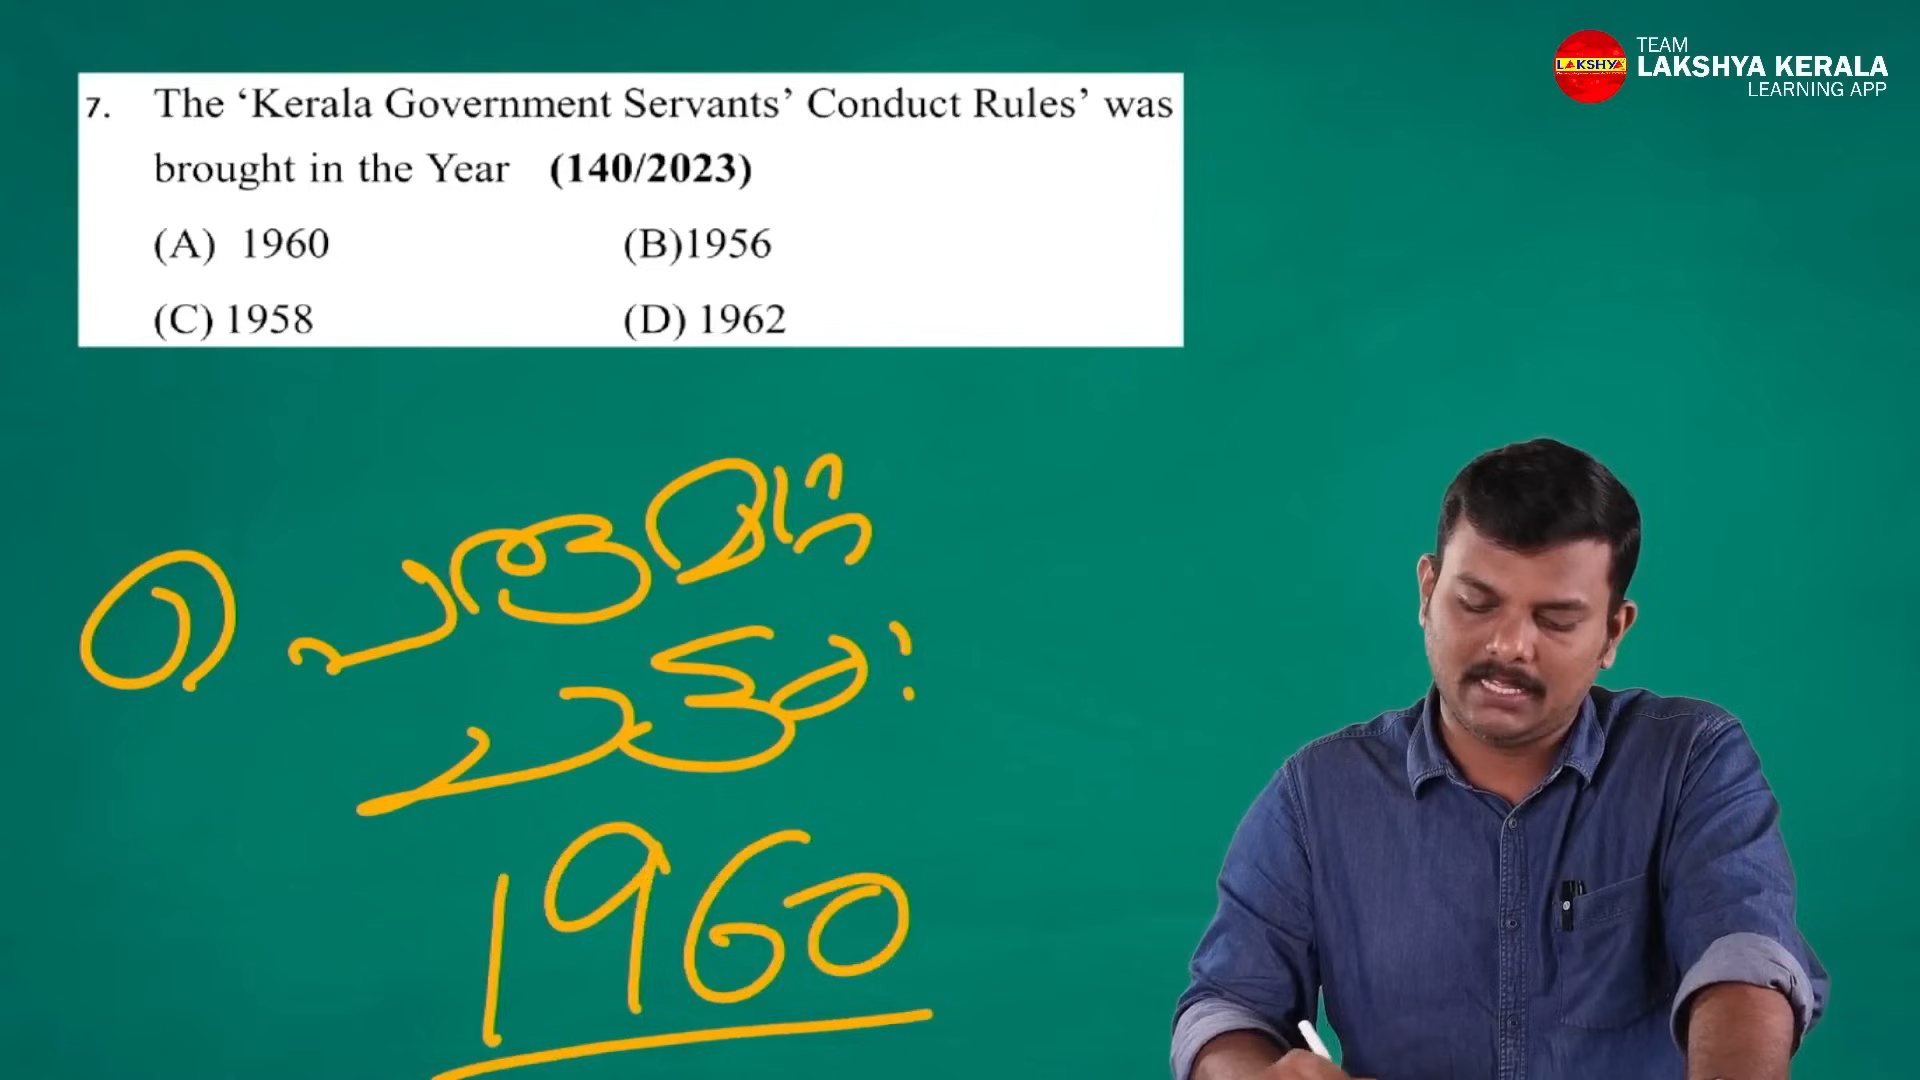 TEAM
LAKSHYA KERALA
LEARNING APP
LAKSHYA
7. The ‘Kerala Government Servants’ Conduct Rules’ was
brought in the Year (140/2023)
(A) 1960 (B)1956
(C) 1958 (D) 1962
പെരുമാറ്റ
ചട്ടം:
1960